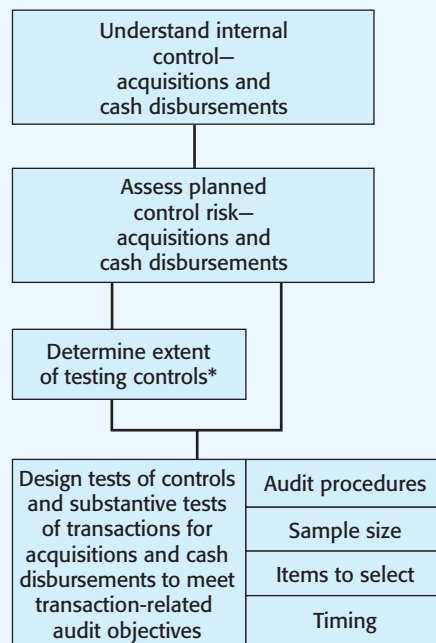 Understand internal
control—
acquisitions and
cash disbursements
Assess planned
control risk—
acquisitions and
cash disbursements
Determine extent
of testing controls*
Design tests of controls
and substantive tests
of transactions for
acquisitions and cash
disbursements to meet
transaction-related
audit objectives
Audit procedures
Sample size
Items to select
Timing